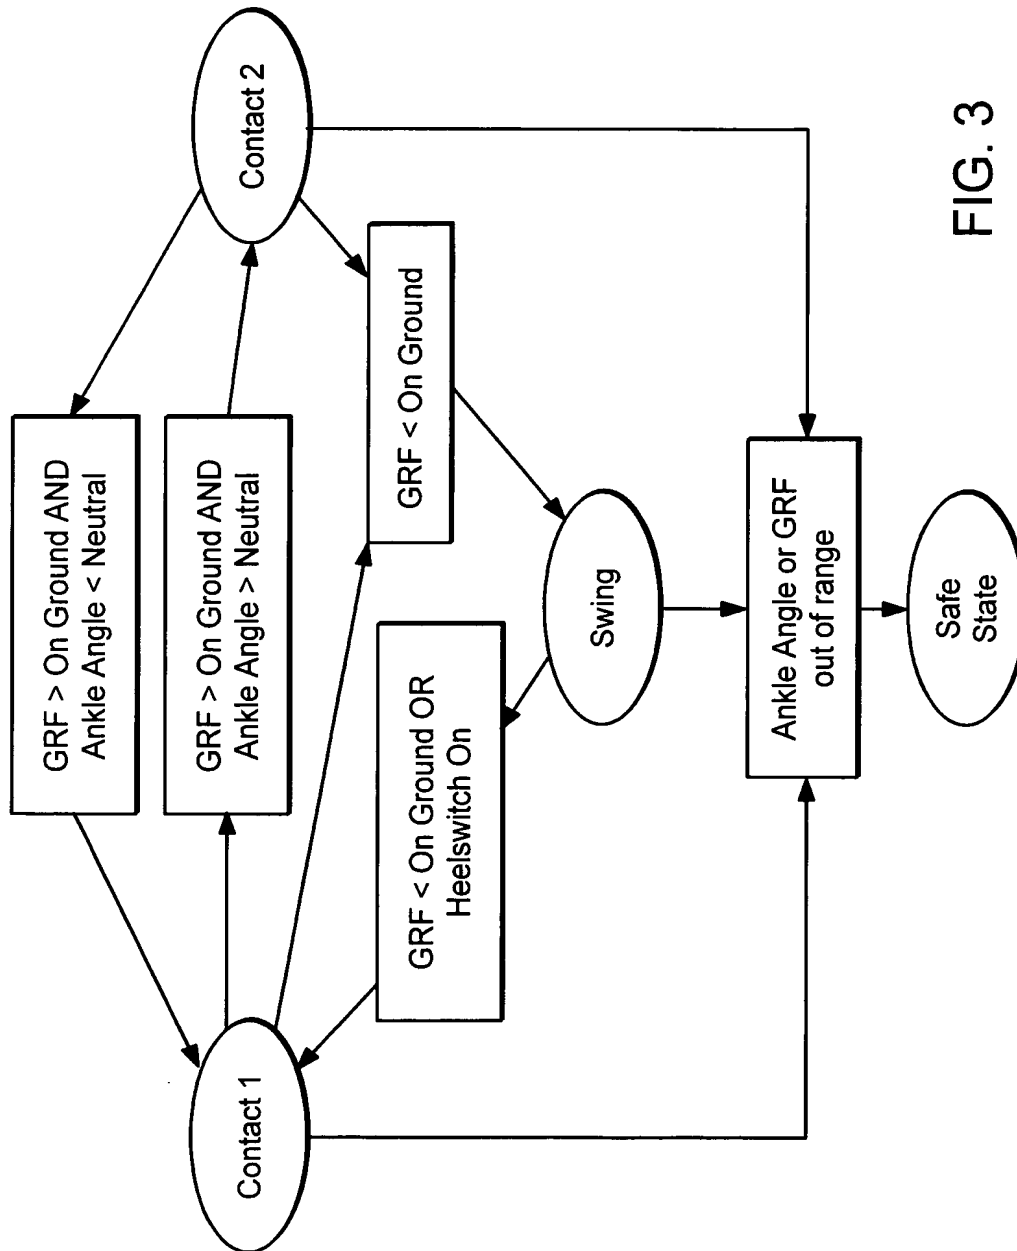 GRF > On Ground AND
Ankle Angle < Neutral
GRF > On Ground AND
Ankle Angle > Neutral
Contact 1
Contact 2
GRF < On Ground
GRF < On Ground OR
Heelswitch On
Swing
Ankle Angle or GRF
out of range
Safe
State
FIG. 3